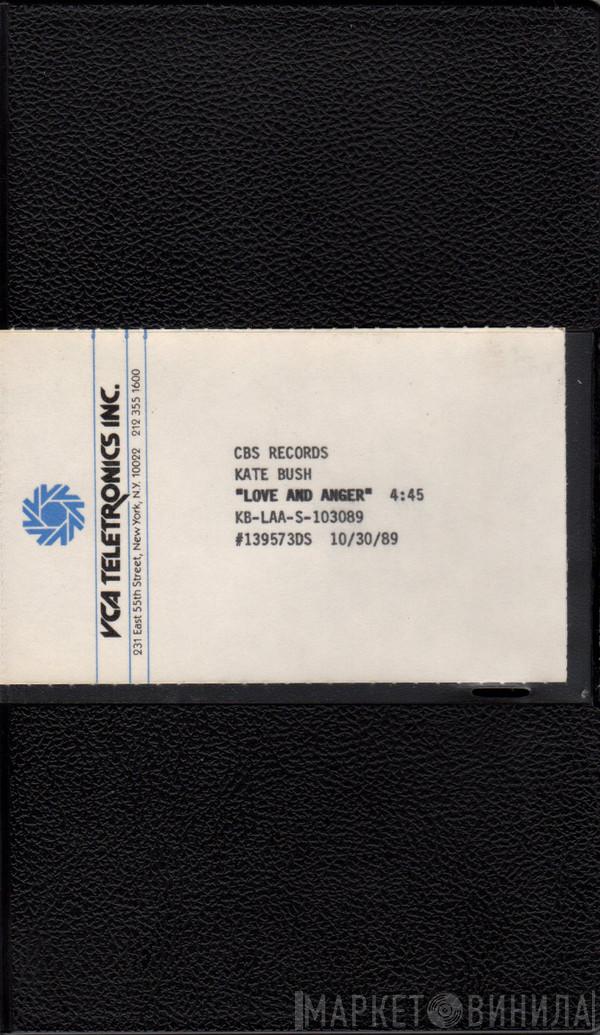 VCA TELETRONICS INC.
231 East 55th Street, New York, N.Y. 10022 212 355 1600
CBS RECORDS
KATE BUSH
"LOVE AND ANGER" 4:45
KB-LAA-S-103089
#139573DS 10/30/89
МАРКЕТ ВИНИЛА